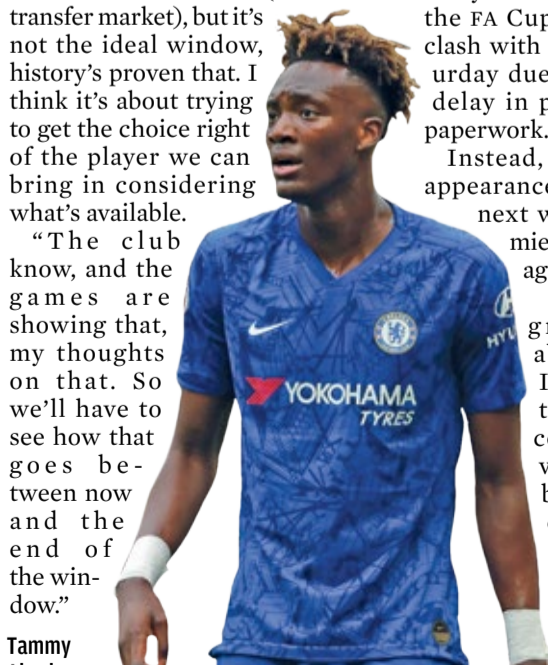 transfer market), but it's
not the ideal window,
history's proven that. I
think it's about trying
to get the choice right
of the player we can
bring in considering
what's available.
"The club
know, and the
games are
showing that,
my thoughts
on that. So
we'll have to
see how that
goes be-
tween now
and the
end of
the win-
dow."
Tammy
YOKOHAMA
TYRES
the FA Cup
clash with
urday due
delay in
paperwork.
Instead,
appearance
next